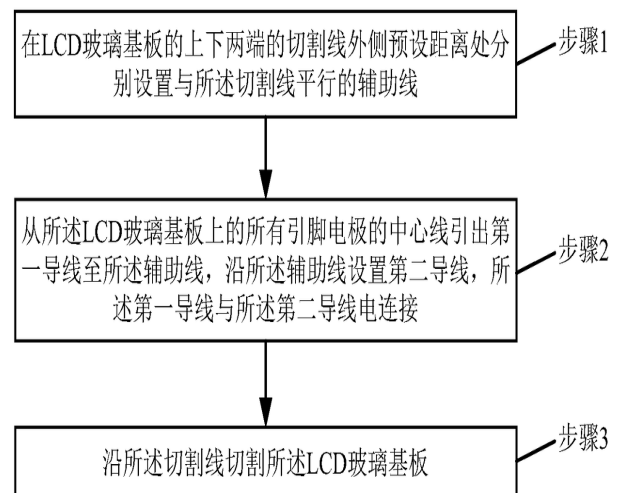 在LCD玻璃基板的上下两端的切割线外侧预设距离处分
别设置与所述切割线平行的辅助线
步骤1
从所述LCD玻璃基板上的所有引脚电极的中心线引出第
一导线至所述辅助线，沿所述辅助线设置第二导线，所
述第一导线与所述第二导线电连接
步骤2
沿所述切割线切割所述LCD玻璃基板
步骤3